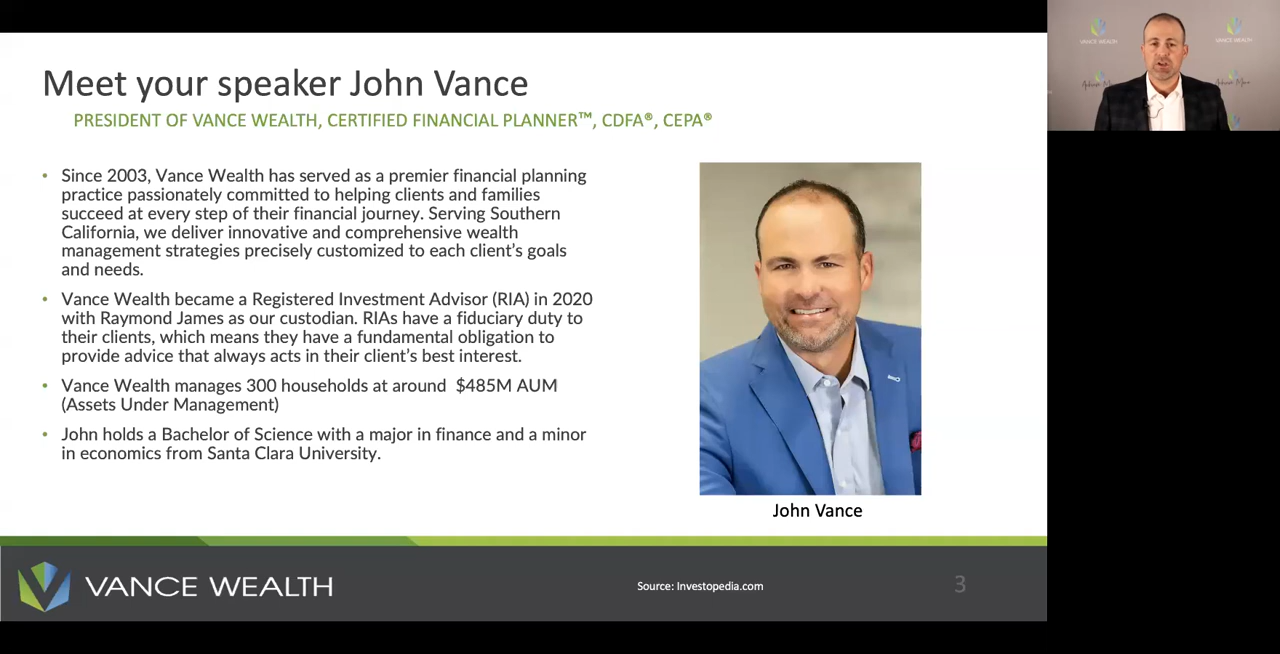 Meet your speaker John Vance
PRESIDENT OF VANCE WEALTH, CERTIFIED FINANCIAL PLANNER™, CDFA®, CEPA®
• Since 2003, Vance Wealth has served as a premier financial planning
practice passionately committed to helping clients and families
succeed at every step of their financial journey. Serving Southern
California, we deliver innovative and comprehensive wealth
management strategies precisely customized to each client's goals
and needs.
• Vance Wealth became a Registered Investment Advisor (RIA) in 2020
with Raymond James as our custodian. RIAs have a fiduciary duty to
their clients, which means they have a fundamental obligation to
provide advice that always acts in their client's best interest.
• Vance Wealth manages 300 households at around $485M AUM
(Assets Under Management)
• John holds a Bachelor of Science with a major in finance and a minor
in economics from Santa Clara University.
John Vance
VANCE WEALTH
Source: Investopedia.com
3
VANCE WEALTH
VANCE WEALTH